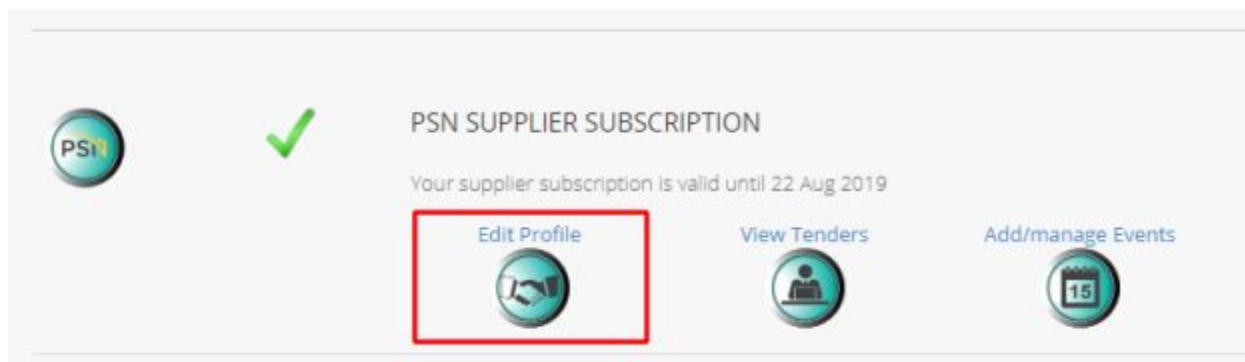 PSN SUPPLIER SUBSCRIPTION
PSN
Your supplier subscription is valid until 22 Aug 2019
Edit Profile View Tenders Add/manage Events
15